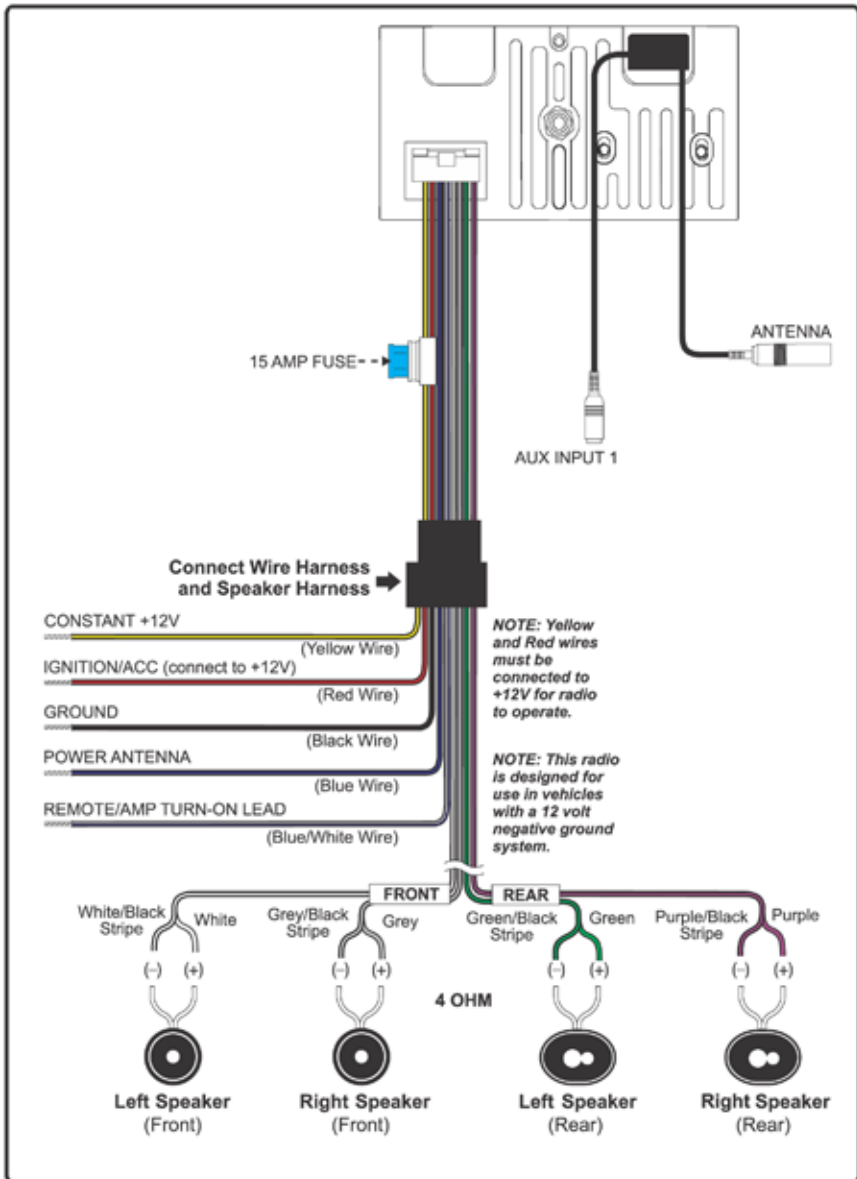 ANTENNA
15 AMP FUSE
AUX INPUT 1
Connect Wire Harness
and Speaker Harness
CONSTANT +12V
(Yellow Wire)
IGNITION/ACC (connect to +12V)
(Red Wire)
GROUND
(Black Wire)
POWER ANTENNA
(Blue Wire)
REMOTE/AMP TURN-ON LEAD
(Blue/White Wire)
NOTE: Yellow
and Red wires
must be
connected to
+12V for radio
to operate.
NOTE: This radio
is designed for
use in vehicles
with a 12 volt
negative ground
system.
FRONT
REAR
White/Black
Stripe
White
Grey/Black
Stripe
Grey
Green/Black
Stripe
Green
Purple/Black
Stripe
Purple
(–) (+)
(–) (+)
(–) (+)
(–) (+)
4 OHM
Left Speaker
(Front)
Right Speaker
(Front)
Left Speaker
(Rear)
Right Speaker
(Rear)